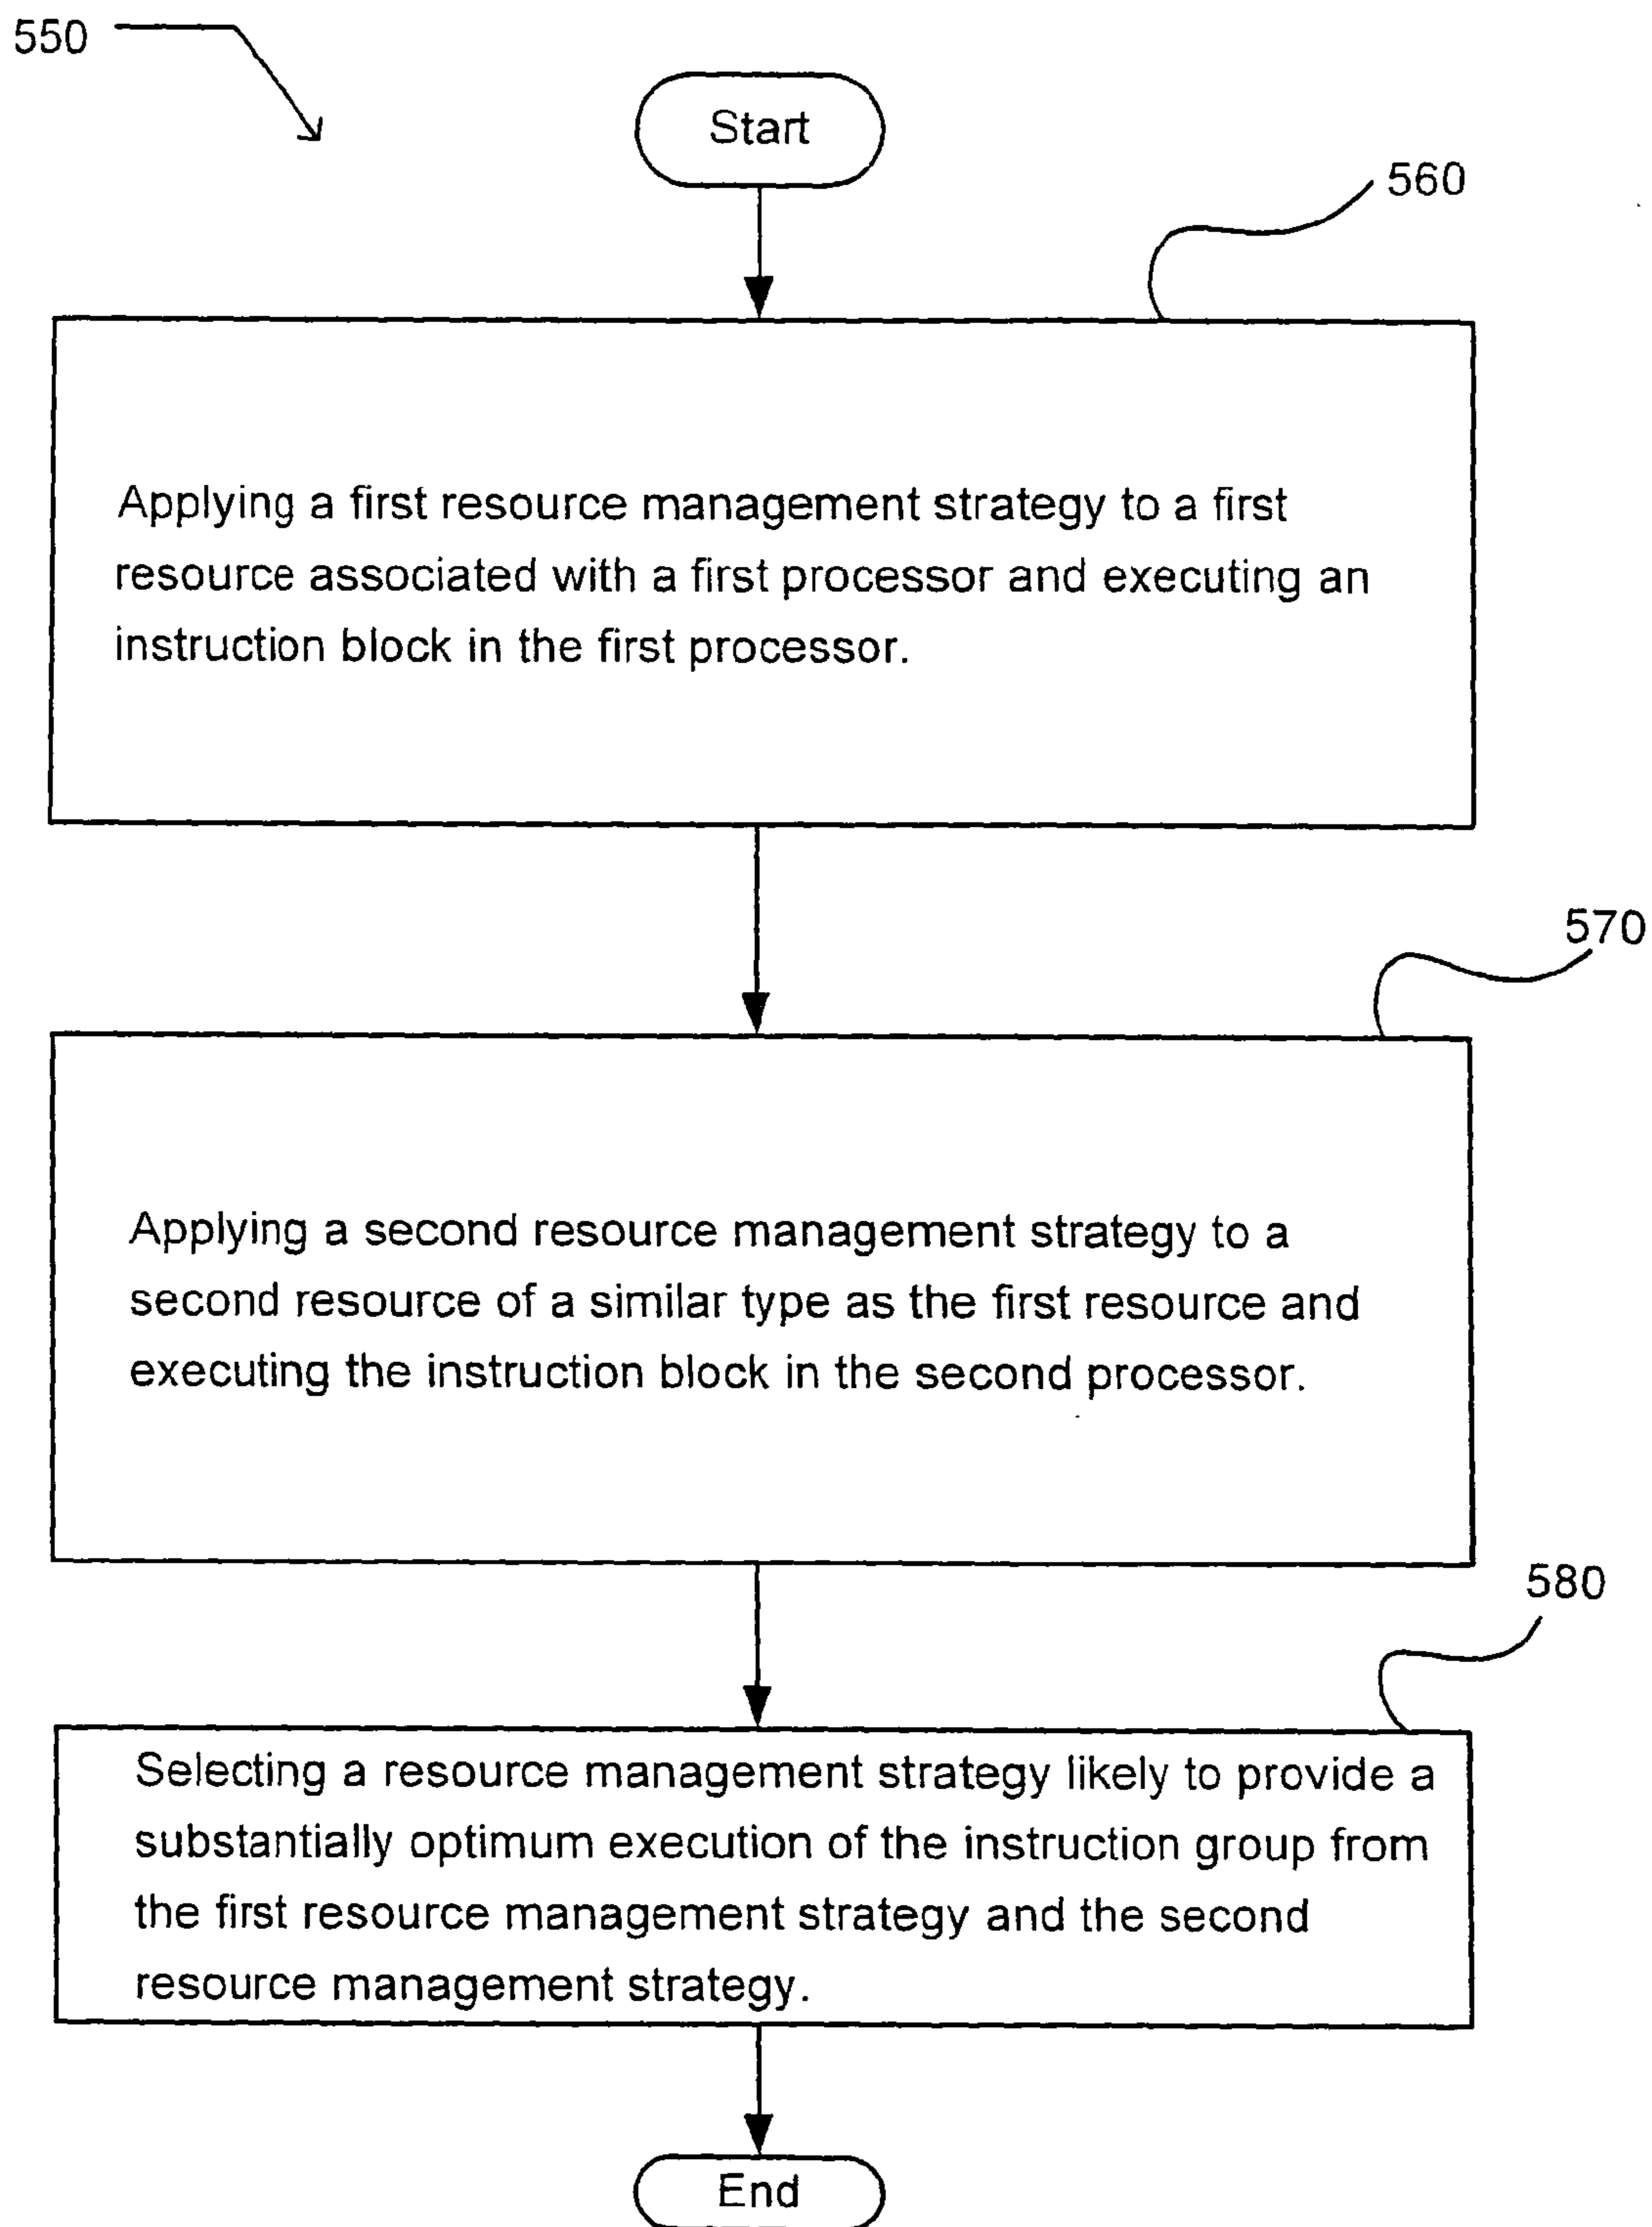 550
Start
560
Applying a first resource management strategy to a first
resource associated with a first processor and executing an
instruction block in the first processor.
570
Applying a second resource management strategy to a
second resource of a similar type as the first resource and
executing the instruction block in the second processor.
580
Selecting a resource management strategy likely to provide a
substantially optimum execution of the instruction group from
the first resource management strategy and the second
resource management strategy.
End